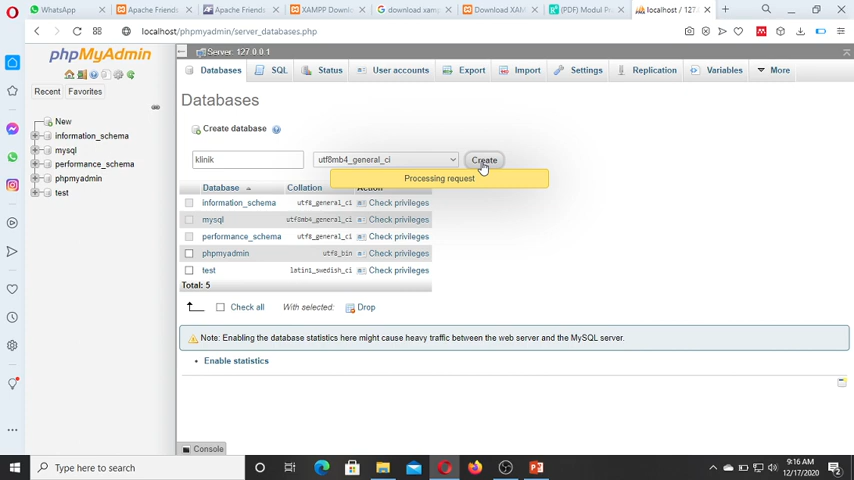 WhatsApp
Apache Friends
Apache Friends
XAMPP Downl
download xamp
Download XAM
(PDF) Modul Pr
localhost / 127
localhost/phpmyadmin/server_databases.php
phpMyAdmin
Recent
Favorites
New
information_schema
mysql
performance_schema
phpmyadmin
test
Server: 127.0.0.1
Databases
SQL
Status
User accounts
Export
Import
Settings
Replication
Variables
More
Databases
Create database
klinik
utf8mb4_general_ci
Create
Processing request
Database
Collation
Action
information_schema utf8_general_ci Check privileges
mysql utf8mb4_general_ci Check privileges
performance_schema utf8_general_ci Check privileges
phpmyadmin utf8_bin Check privileges
test latin1_swedish_ci Check privileges
Total: 5
Check all
With selected:
Drop
Note: Enabling the database statistics here might cause heavy traffic between the web server and the MySQL server.
Enable statistics
Console
Type here to search
9:16 AM
12/17/2020
2